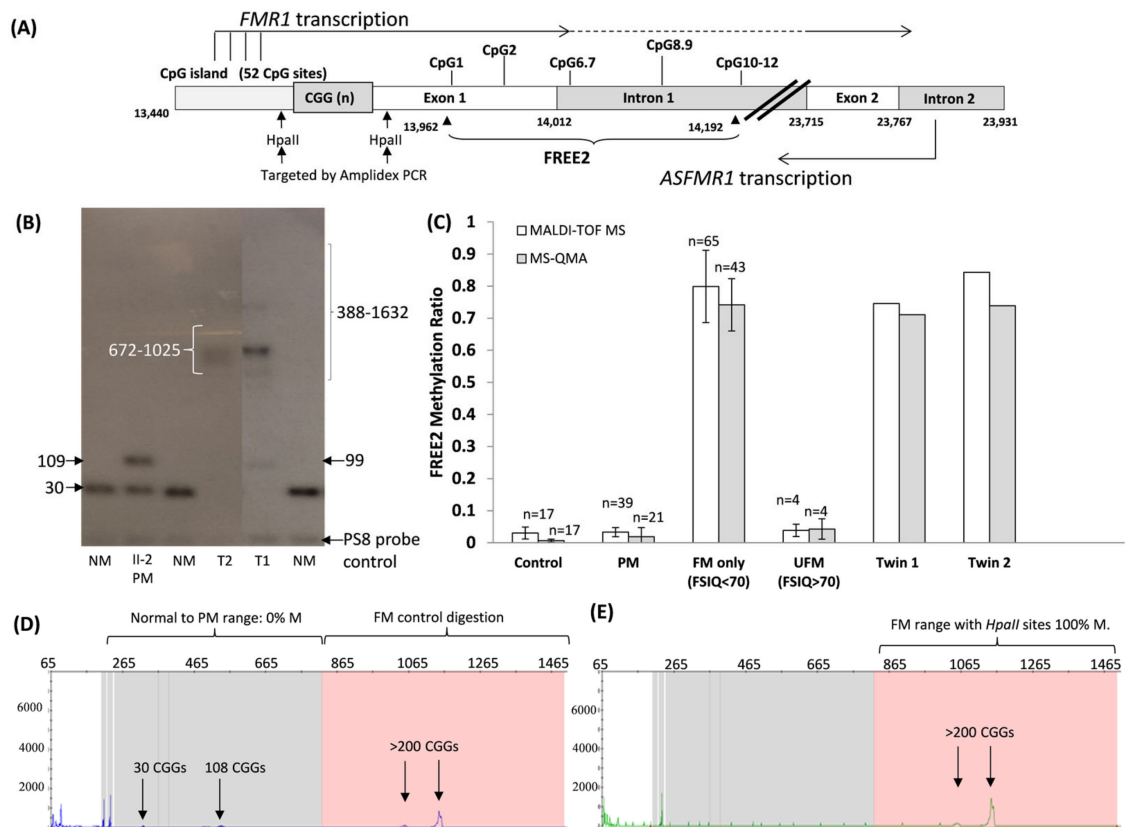 (A)
FMR1 transcription
CpG island (52 CpG sites)
CpG1
CpG2
CpG6.7
CpG8.9
CpG10-12
CGG (n)
Exon 1
Intron 1
Exon 2
Intron 2
13,440
13,962
14,012
14,192
23,715
23,767
23,931
HpaII
HpaII
Targeted by Amplidex PCR
FREE2
ASFMR1 transcription
(B)
388-1632
672-1025
109
99
30
PS8 probe
control
NM
II-2
PM
NM
T2
T1
NM
(C)
FREE2 Methylation Ratio
1
0.9
0.8
0.7
0.6
0.5
0.4
0.3
0.2
0.1
0
MALDI-TOF MS
MS-QMA
n=17
n=17
n=39
n=21
n=65
n=43
n=4
n=4
Control
PM
FM only
(FSIQ<70)
UFM
(FSIQ>70)
Twin 1
Twin 2
(D)
Normal to PM range: 0% M
FM control digestion
65 265 465 665 865 1065 1265 1465
6000
4000
2000
30 CGGs
108 CGGs
>200 CGGs
(E)
FM range with HpaII sites 100% M.
65 265 465 665 865 1065 1265 1465
6000
4000
2000
>200 CGGs